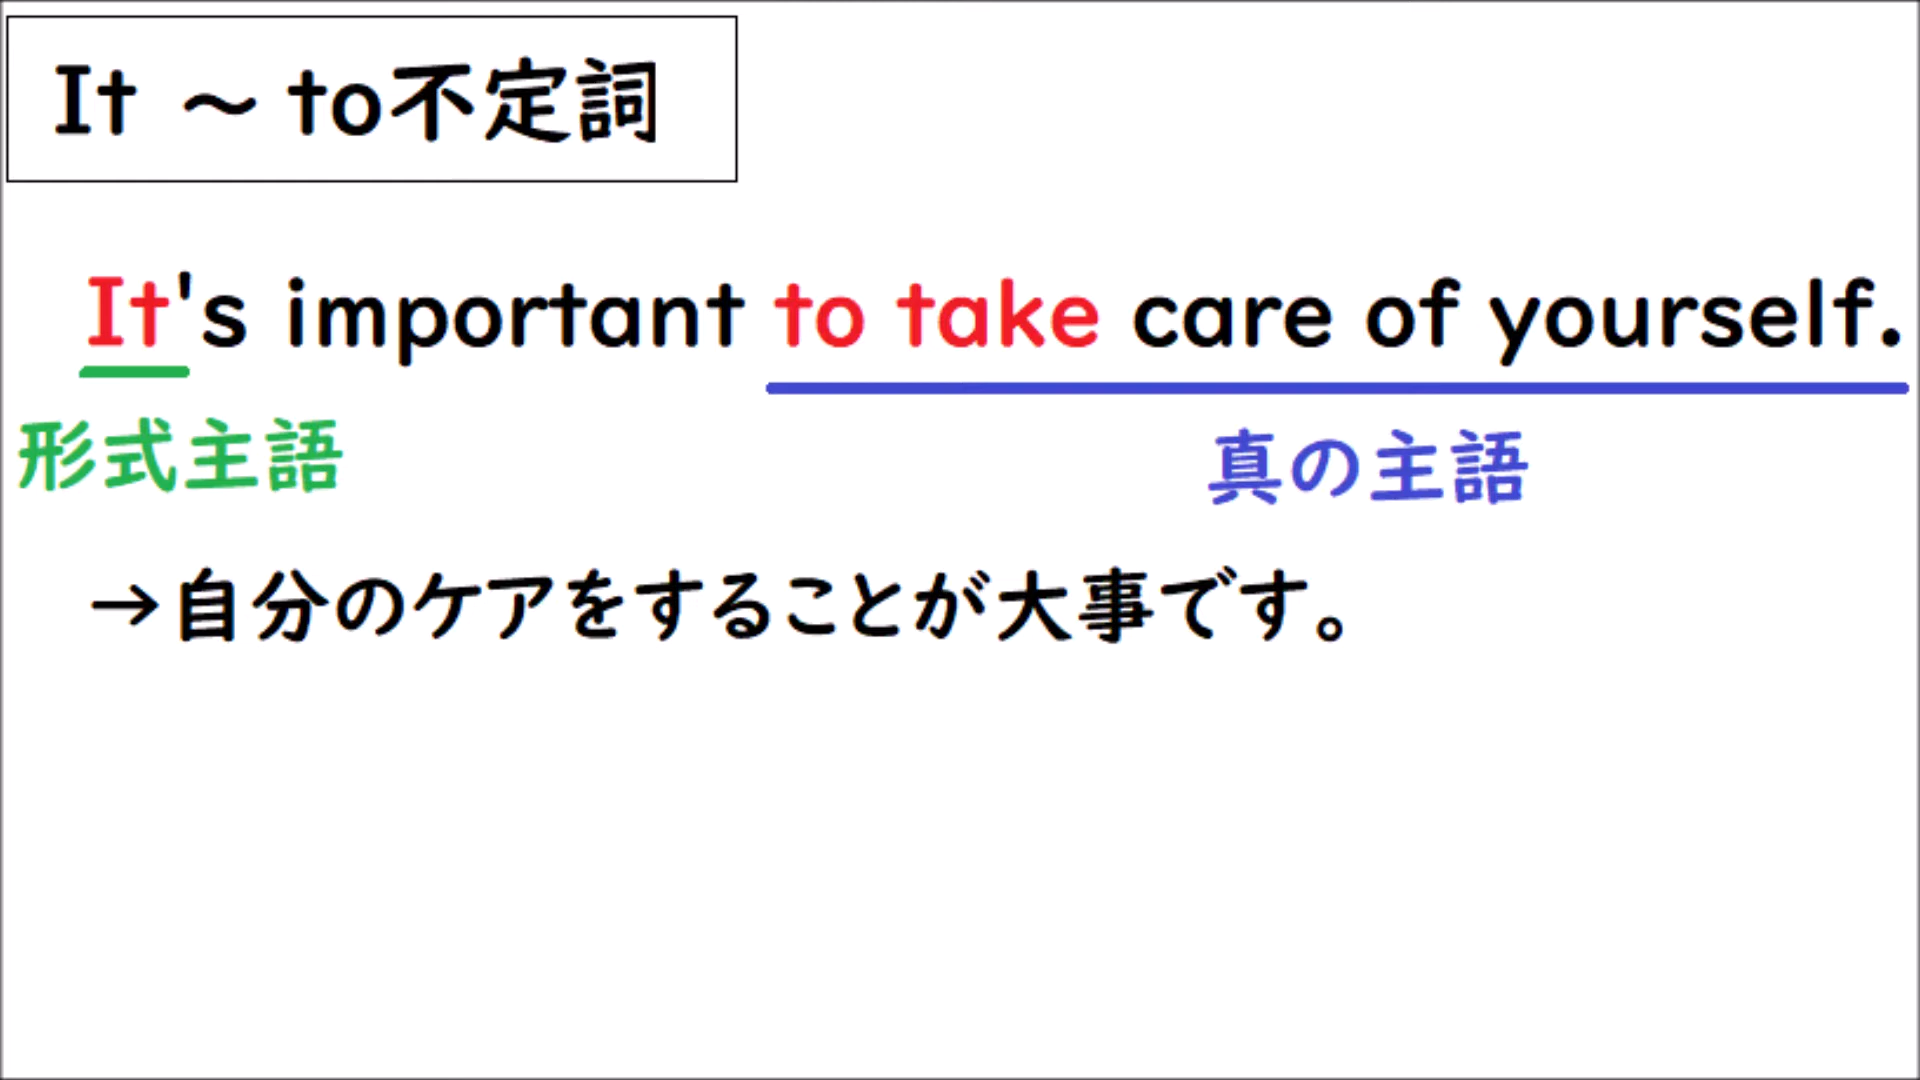 It ～ to不定詞
It's important to take care of yourself.
形式主語
真の主語
→自分のケアをすることが大事です。